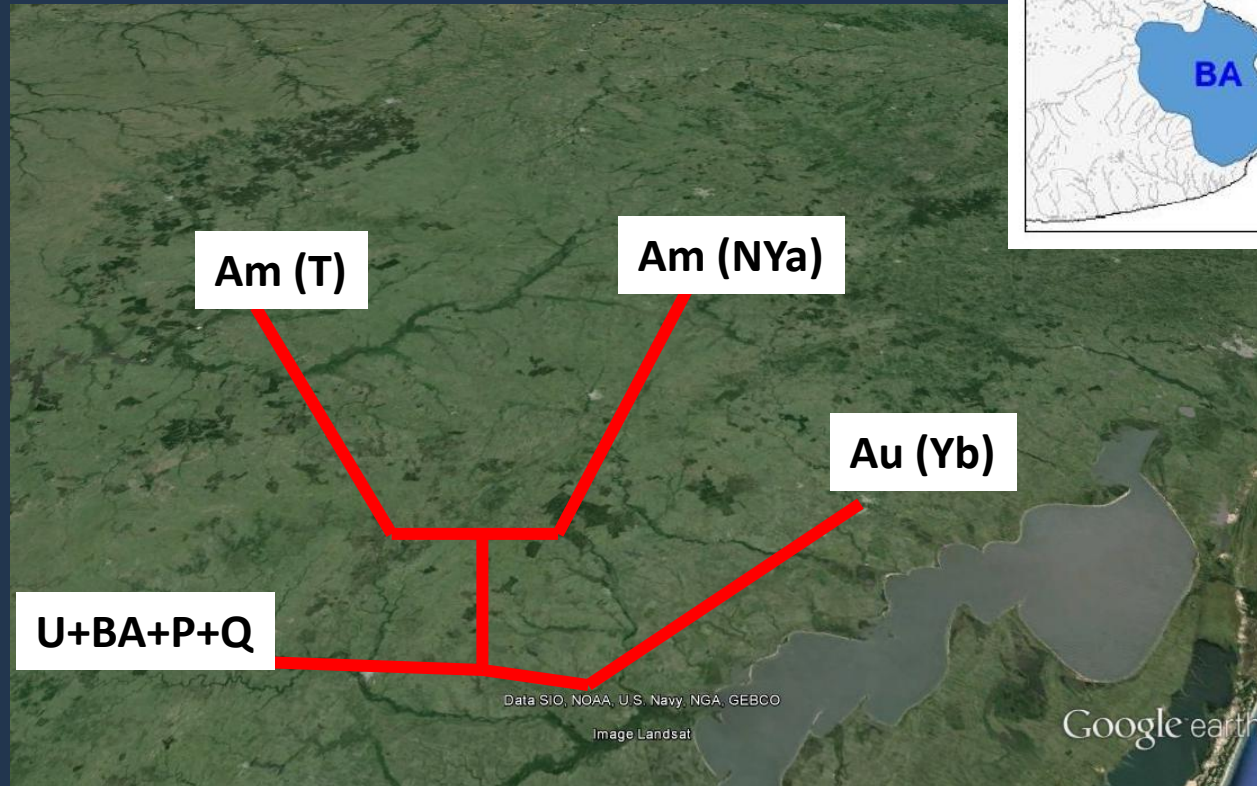 BA
Am (T)
Am (NYa)
Au (Yb)
U+BA+P+Q
Data SIO, NOAA, U.S. Navy, NGA, GEBCO
Image Landsat
Google earth